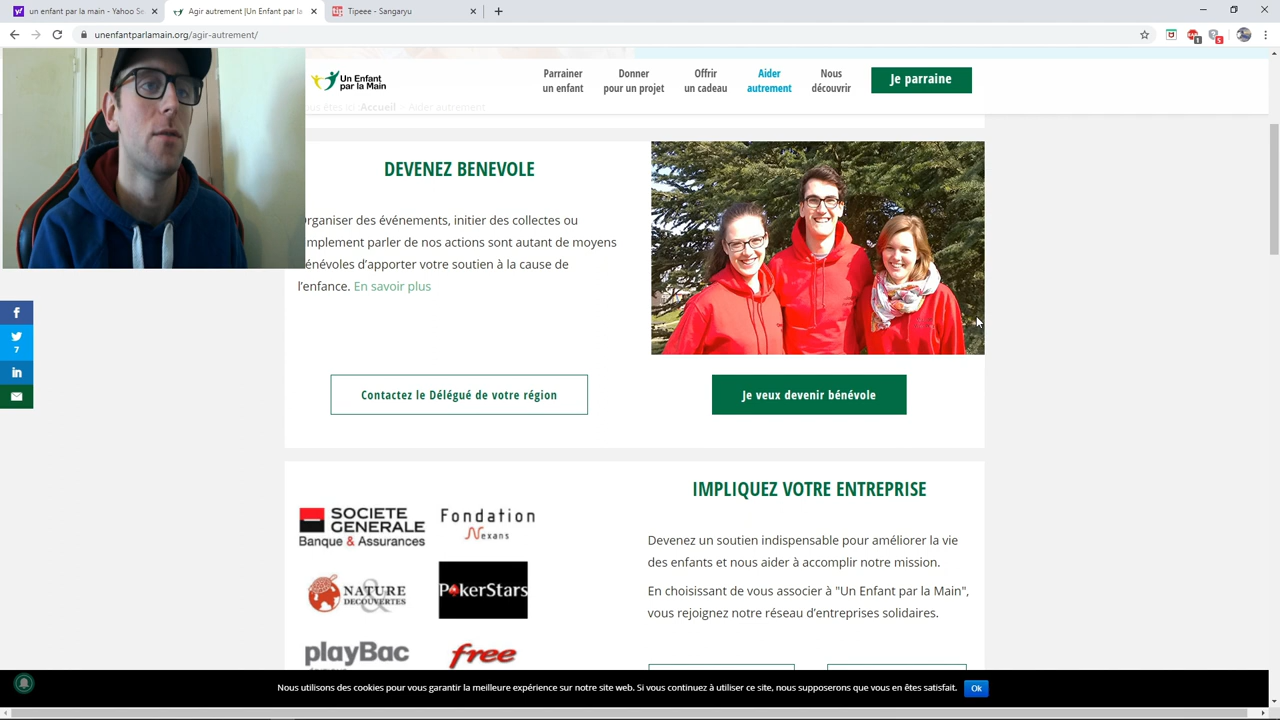 un enfant par la main - Yahoo Se
Agir autrement |Un Enfant par la
Tipeee - Sangaryu
unenfantparlamain.org/agir-autrement/
Un Enfant
par la Main
Parrainer
un enfant
Donner
pour un projet
Offrir
un cadeau
Aider
autrement
Nous
découvrir
Je parraine
ous êtes ici :Accueil > Aider autrement
DEVENEZ BENEVOLE
rganiser des événements, initier des collectes ou
mplement parler de nos actions sont autant de moyens
énévoles d'apporter votre soutien à la cause de
l'enfance. En savoir plus
7
Contactez le Délégué de votre région
Je veux devenir bénévole
IMPLIQUEZ VOTRE ENTREPRISE
SOCIETE
GENERALE
Banque & Assurances
Fondation
Nexans
NATURE &
DECOUVERTES
PokerStars
playBac
free
Devenez un soutien indispensable pour améliorer la vie
des enfants et nous aider à accomplir notre mission.
En choisissant de vous associer à "Un Enfant par la Main",
vous rejoignez notre réseau d'entreprises solidaires.
Nous utilisons des cookies pour vous garantir la meilleure expérience sur notre site web. Si vous continuez à utiliser ce site, nous supposerons que vous en êtes satisfait.
Ok